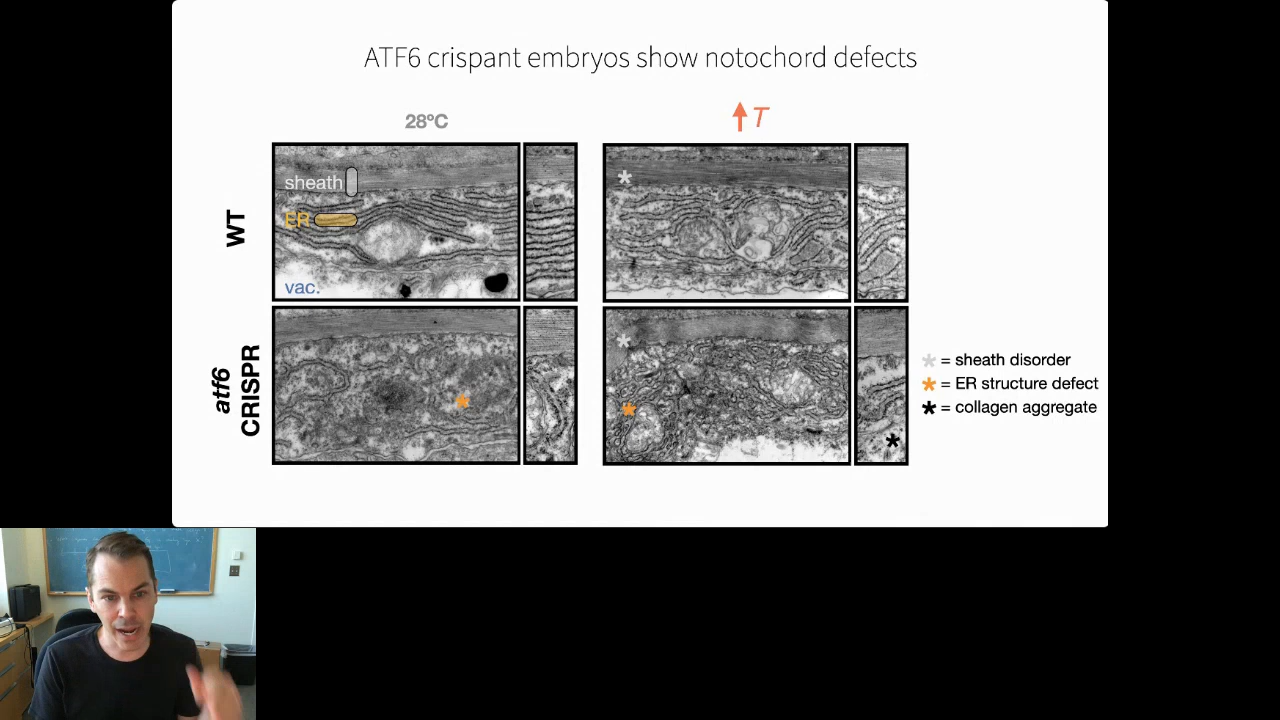 ATF6 crispant embryos show notochord defects
28ºC
T
WT
sheath
ER
vac.
atf6
CRISPR
* = sheath disorder
* = ER structure defect
* = collagen aggregate